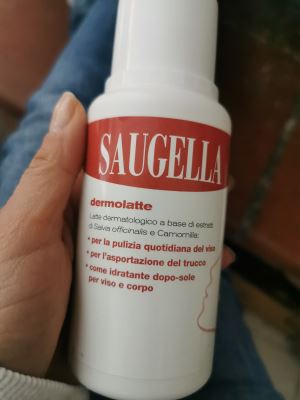 SAUGELLA
dermolatte
Latte dermatologico a base di estratti
di Salvia officinalis e Camomilla:
• per la pulizia quotidiana del viso
• per l'asportazione del trucco
• come idratante dopo-sole
per viso e corpo